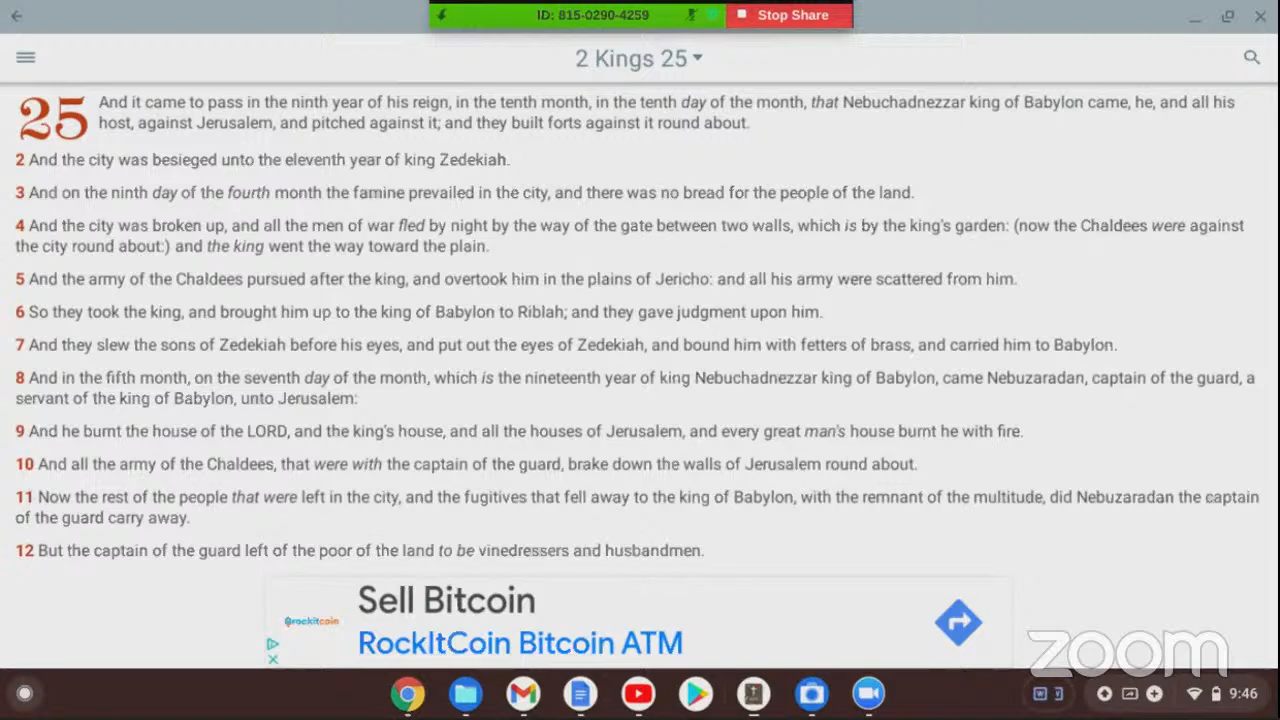 ID: 815-0290-4259
Stop Share
2 Kings 25
25 And it came to pass in the ninth year of his reign, in the tenth month, in the tenth day of the month, that Nebuchadnezzar king of Babylon came, he, and all his
host, against Jerusalem, and pitched against it; and they built forts against it round about.
2 And the city was besieged unto the eleventh year of king Zedekiah.
3 And on the ninth day of the fourth month the famine prevailed in the city, and there was no bread for the people of the land.
4 And the city was broken up, and all the men of war fled by night by the way of the gate between two walls, which is by the king's garden: (now the Chaldees were against
the city round about:) and the king went the way toward the plain.
5 And the army of the Chaldees pursued after the king, and overtook him in the plains of Jericho: and all his army were scattered from him.
6 So they took the king, and brought him up to the king of Babylon to Riblah; and they gave judgment upon him.
7 And they slew the sons of Zedekiah before his eyes, and put out the eyes of Zedekiah, and bound him with fetters of brass, and carried him to Babylon.
8 And in the fifth month, on the seventh day of the month, which is the nineteenth year of king Nebuchadnezzar king of Babylon, came Nebuzaradan, captain of the guard, a
servant of the king of Babylon, unto Jerusalem:
9 And he burnt the house of the LORD, and the king's house, and all the houses of Jerusalem, and every great man's house burnt he with fire.
10 And all the army of the Chaldees, that were with the captain of the guard, brake down the walls of Jerusalem round about.
11 Now the rest of the people that were left in the city, and the fugitives that fell away to the king of Babylon, with the remnant of the multitude, did Nebuzaradan the captain
of the guard carry away.
12 But the captain of the guard left of the poor of the land to be vinedressers and husbandmen.
Sell Bitcoin
rockitcoin
RockItCoin Bitcoin ATM
zoom
9:46